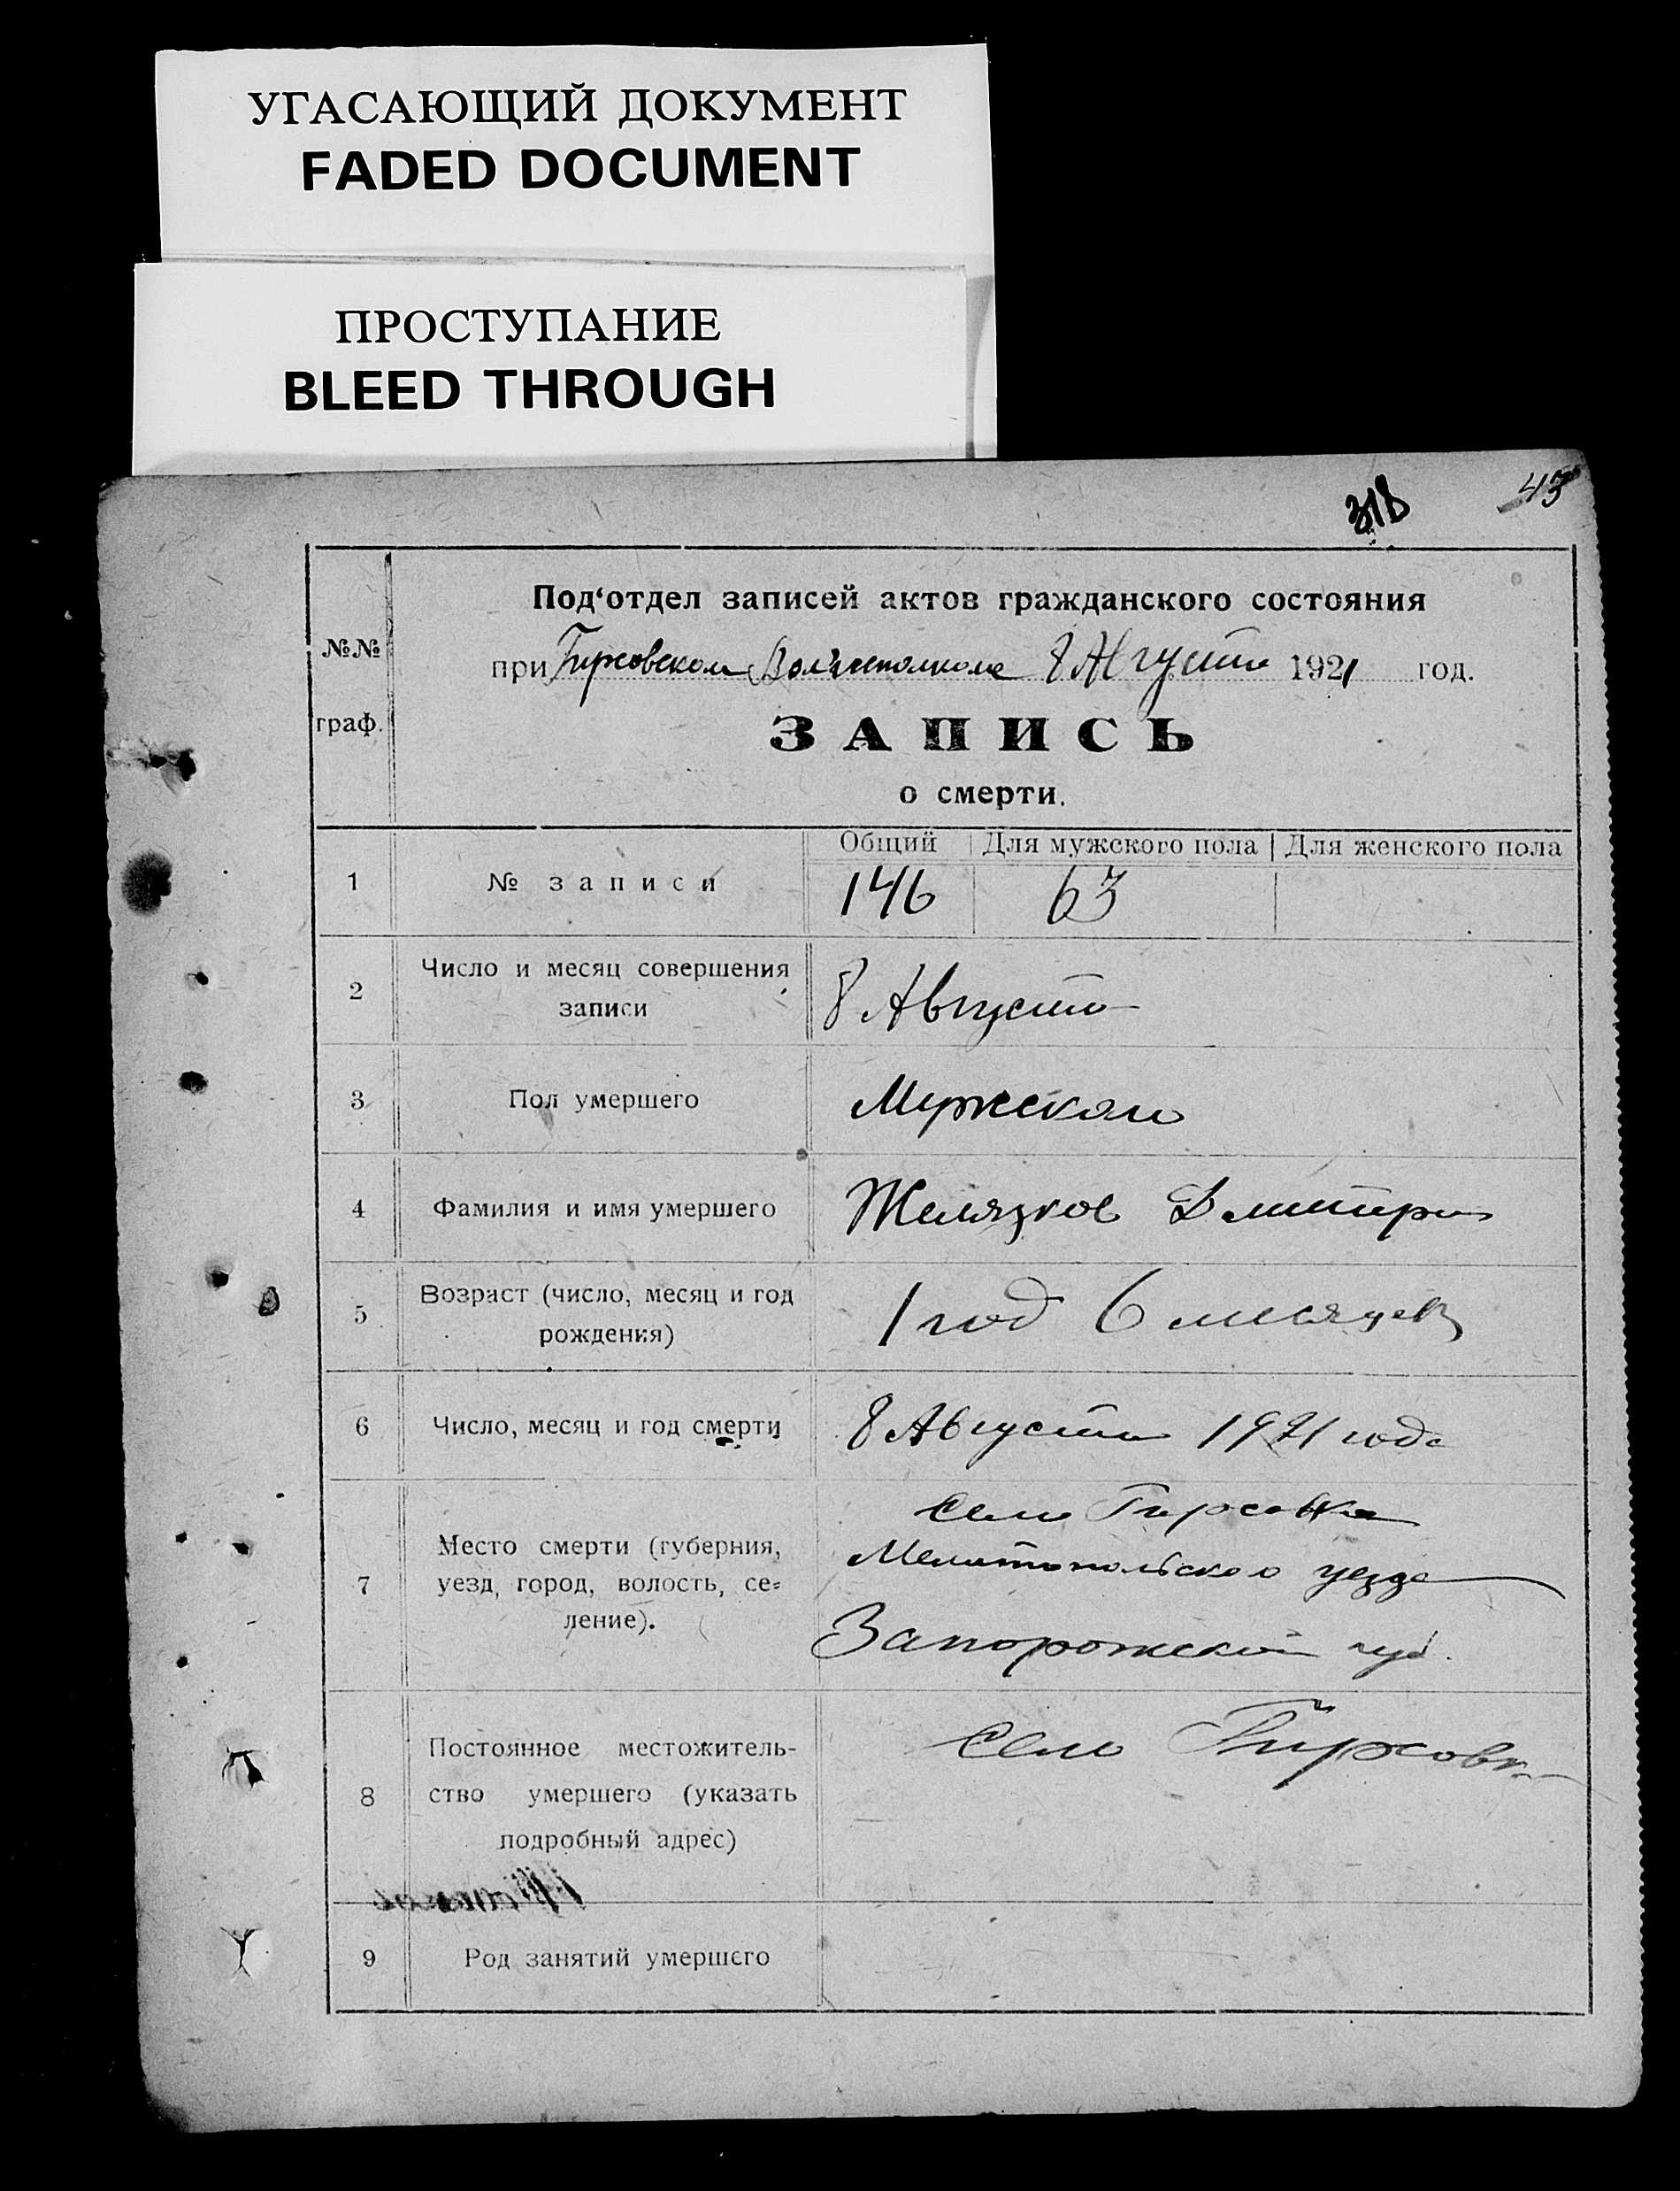 УГАСАЮЩИЙ ДОКУМЕНТ
FADED DOCUMENT
ПРОСТУПАНИЕ
BLEED THROUGH
318
№№ граф.
Под‘отдел записей актов гражданского состояния
при Гирсовском Волисполкоме 8 Августа 1921 год.
ЗАПИСЬ
о смерти.
Общий Для мужского пола Для женского пола
1 № записи 146 63
2 Число и месяц совершения
записи 8 Августа
3 Пол умершего Мужской
4 Фамилия и имя умершего Желязков Дмитрий
5 Возраст (число, месяц и год
рождения) 1 год 6 месяцев
6 Число, месяц и год смерти 8 Августа 1921 года
7 Место смерти (губерния,
уезд, город, волость, се-
ление).
Село Гирсовка
Мелитопольского уезда
Запорожской губ.
8 Постоянное местожитель-
ство умершего (указать
подробный адрес)
Село Гирсовка
9 Род занятий умершего